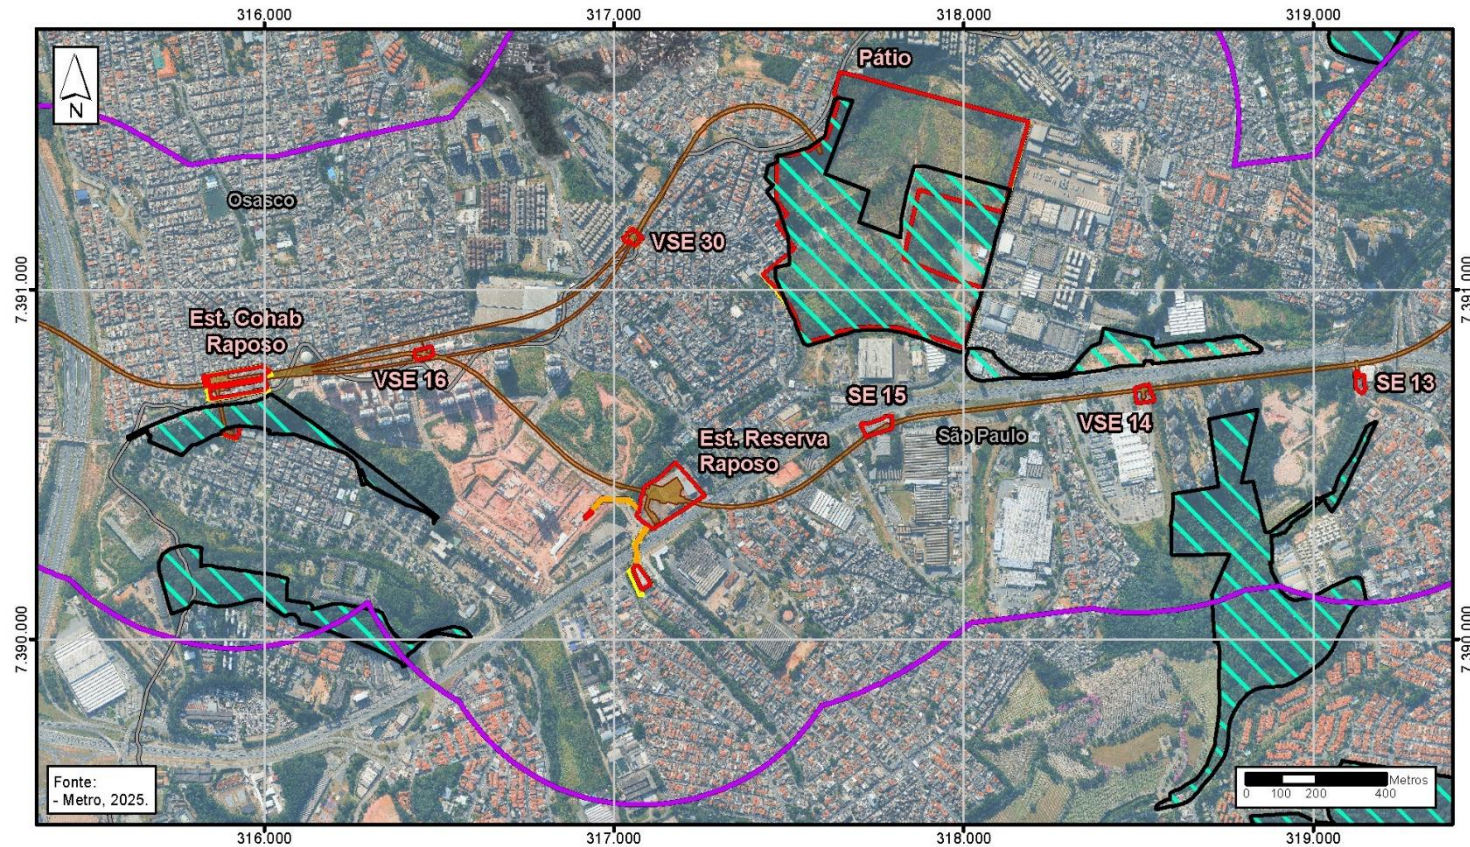 316.000
317.000
318.000
319.000
Pátio
N
Osasco
VSE 30
7.391.000
7.391.000
Est. Cohab
Raposo
VSE 16
SE 15
VSE 14
SE 13
Est. Reserva
Raposo
São Paulo
7.390.000
7.390.000
Fonte:
- Metro, 2025.
Metros
0 100 200 400
316.000
317.000
318.000
319.000